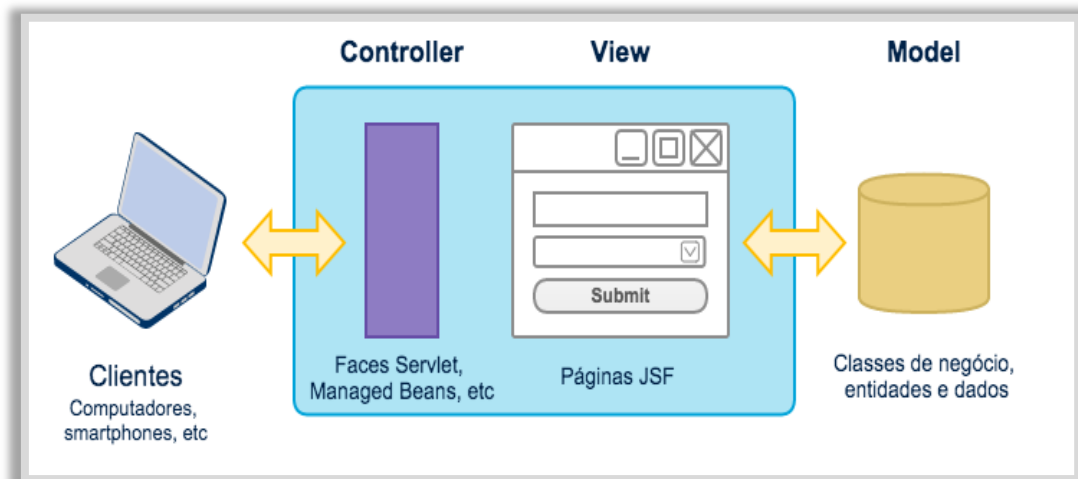 Controller
View
Model
Submit
Clientes
Computadores,
smartphones, etc
Faces Servlet,
Managed Beans, etc
Páginas JSF
Classes de negócio,
entidades e dados